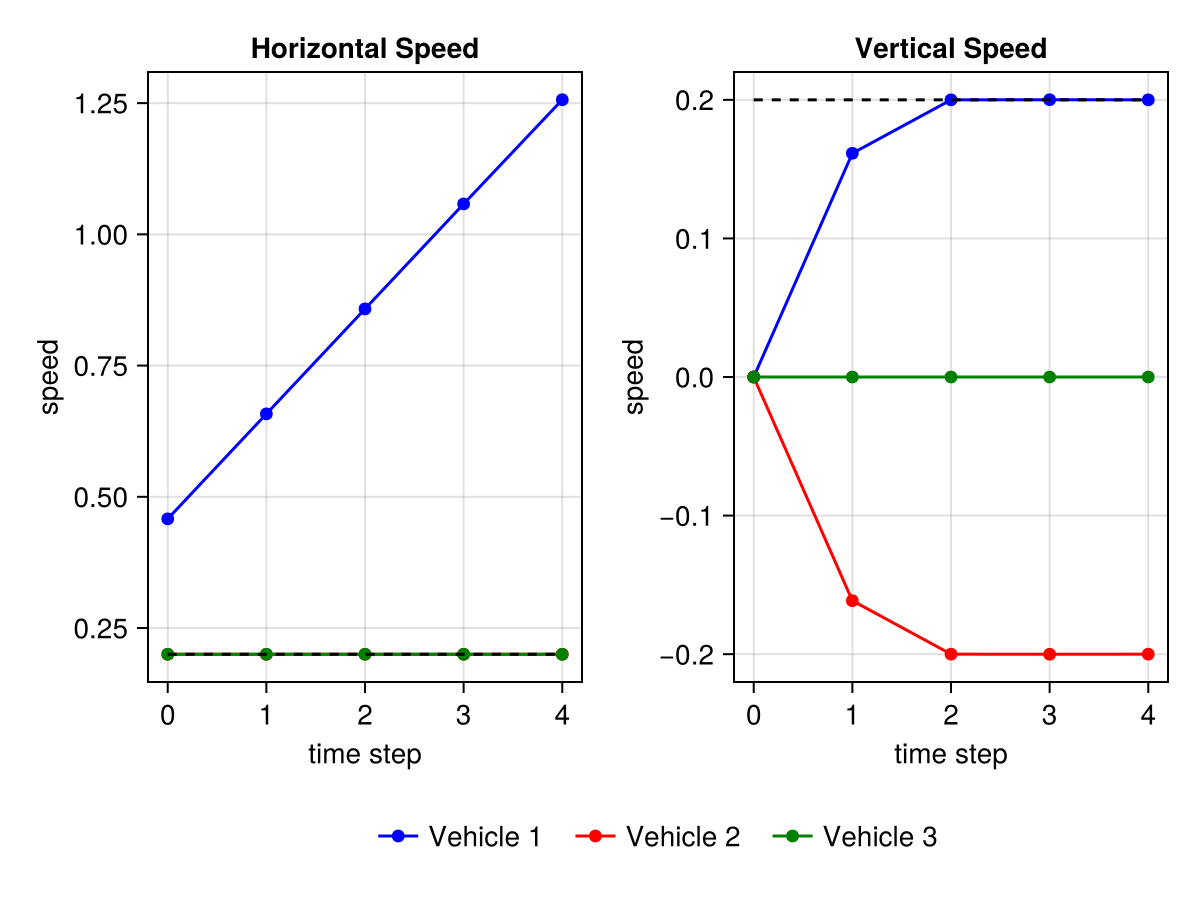 Horizontal Speed
1.25
1.00
0.75
0.50
0.25
speed
0 1 2 3 4
time step
Vertical Speed
0.2
0.1
0.0
−0.1
−0.2
speed
0 1 2 3 4
time step
Vehicle 1 Vehicle 2 Vehicle 3